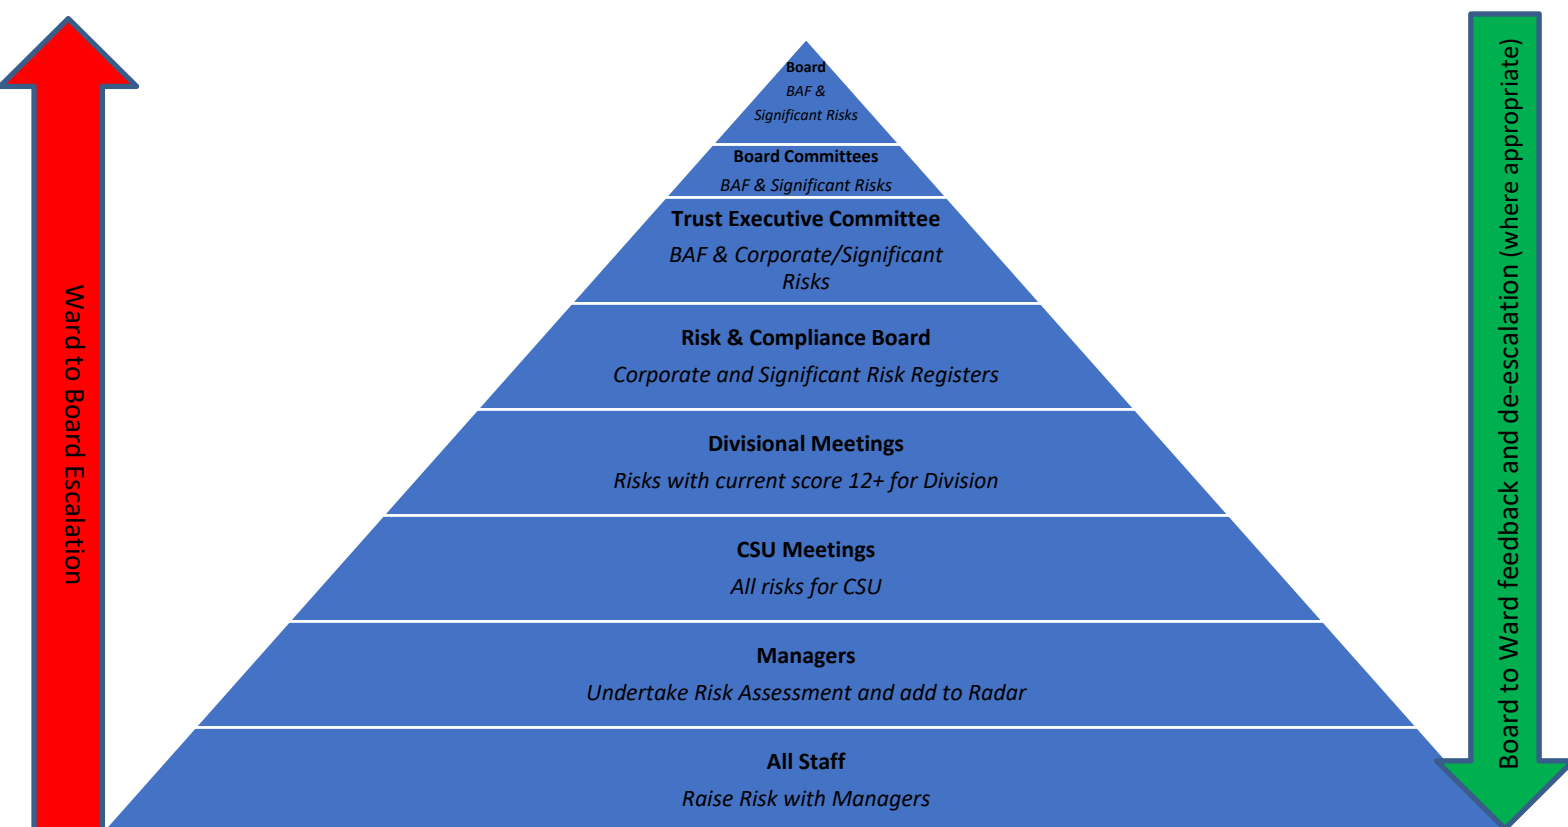 Board
BAF &
Significant Risks
Board Committees
BAF & Significant Risks
Trust Executive Committee
BAF & Corporate/Significant
Risks
Risk & Compliance Board
Corporate and Significant Risk Registers
Divisional Meetings
Risks with current score 12+ for Division
CSU Meetings
All risks for CSU
Managers
Undertake Risk Assessment and add to Radar
All Staff
Raise Risk with Managers
Ward to Board Escalation
Board to Ward feedback and de-escalation (where appropriate)